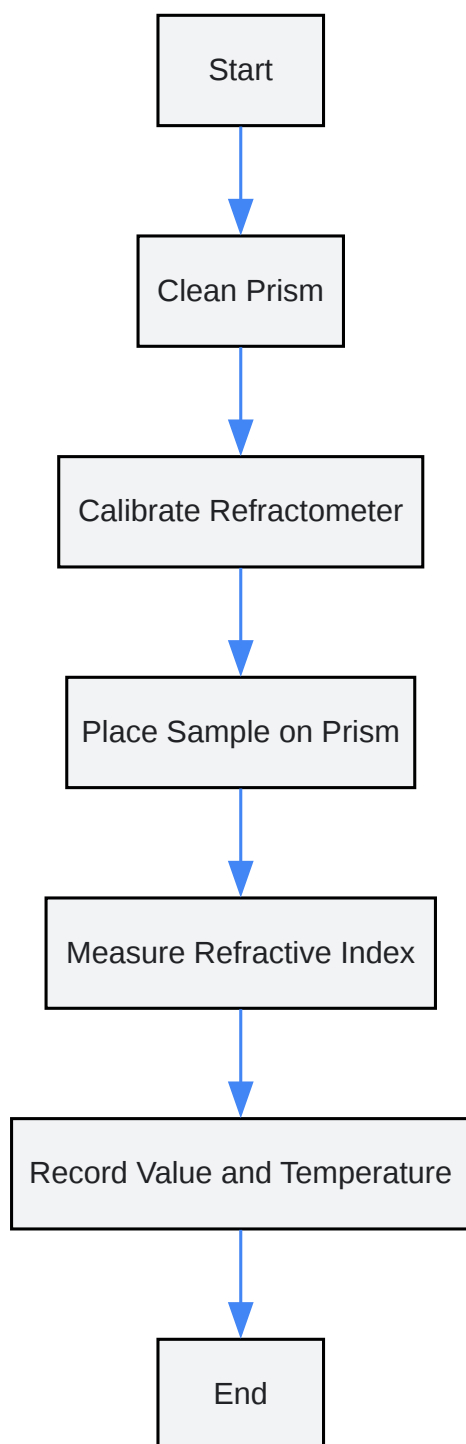 Start
Clean Prism
Calibrate Refractometer
Place Sample on Prism
Measure Refractive Index
Record Value and Temperature
End